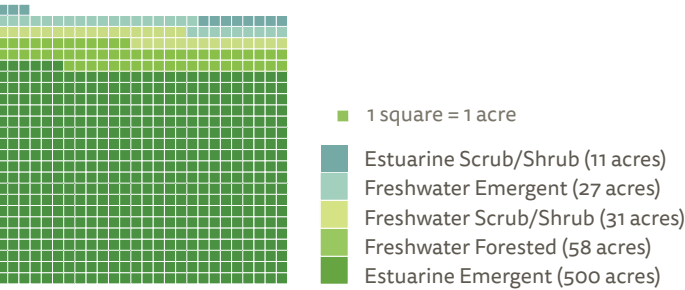 1 square = 1 acre
Estuarine Scrub/Shrub (11 acres)
Freshwater Emergent (27 acres)
Freshwater Scrub/Shrub (31 acres)
Freshwater Forested (58 acres)
Estuarine Emergent (500 acres)